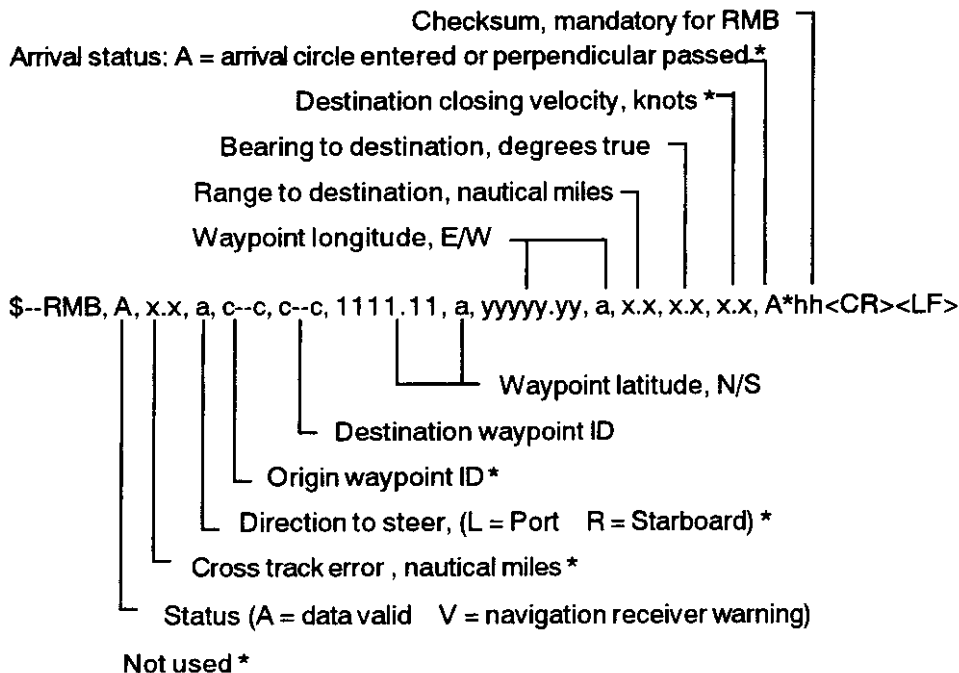 Checksum, mandatory for RMB
Arrival status: A = arrival circle entered or perpendicular passed *
Destination closing velocity, knots *
Bearing to destination, degrees true
Range to destination, nautical miles
Waypoint longitude, E/W
$--RMB, A, x.x, a, c--c, c--c, 1111.11, a, yyyyy.yy, a, x.x, x.x, x.x, A*hh<CR><LF>
Waypoint latitude, N/S
Destination waypoint ID
Origin waypoint ID *
Direction to steer, (L = Port R = Starboard) *
Cross track error , nautical miles *
Status (A = data valid V = navigation receiver warning)
Not used *